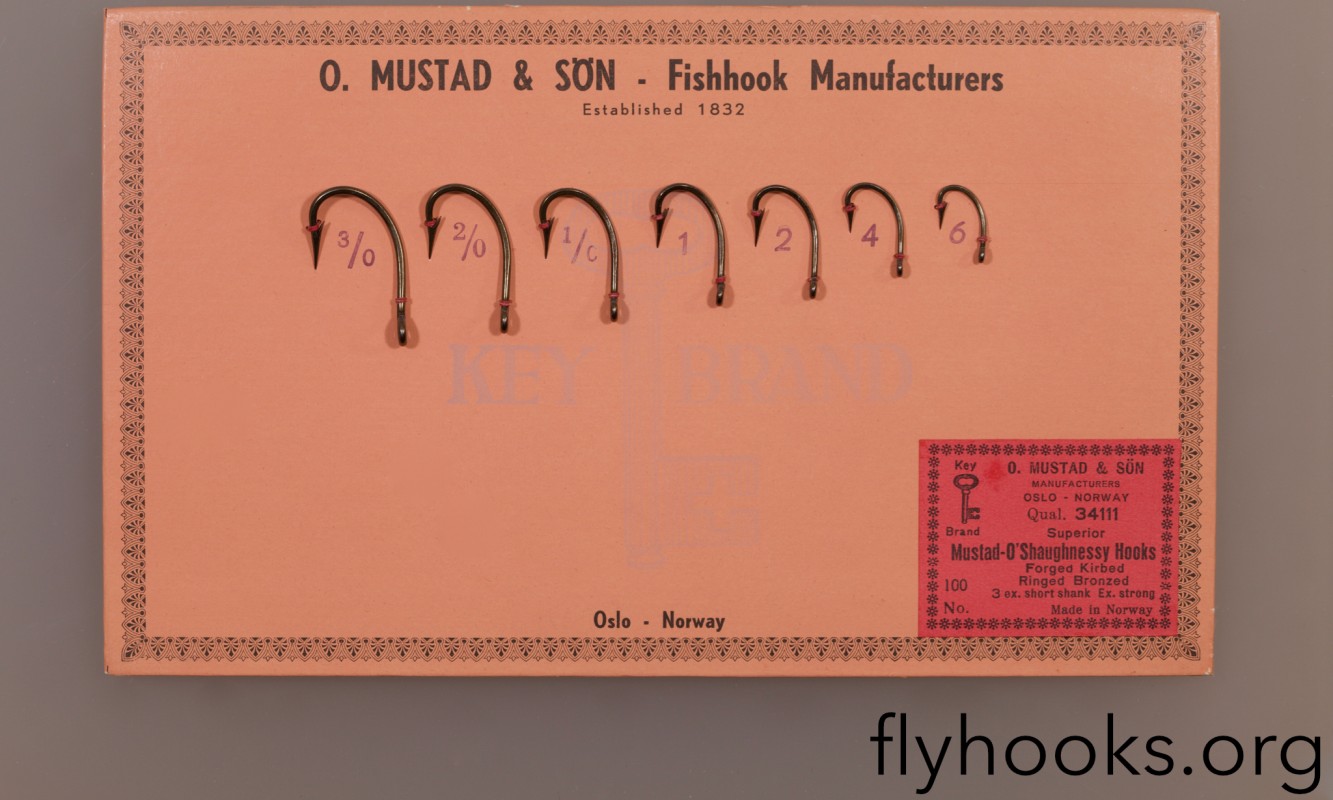 O. MUSTAD & SÖN - Fishhook Manufacturers
Established 1832
3/0 2/0 1/0 1 2 4 6
KEY BRAND
Key
Brand
O. MUSTAD & SÖN
MANUFACTURERS
OSLO - NORWAY
Qual. 34111
Superior
Mustad-O'Shaughnessy Hooks
Forged Kirbed
Ringed Bronzed
3 ex. short shank Ex. strong
100
No.
Made in Norway
Oslo - Norway
flyhooks.org